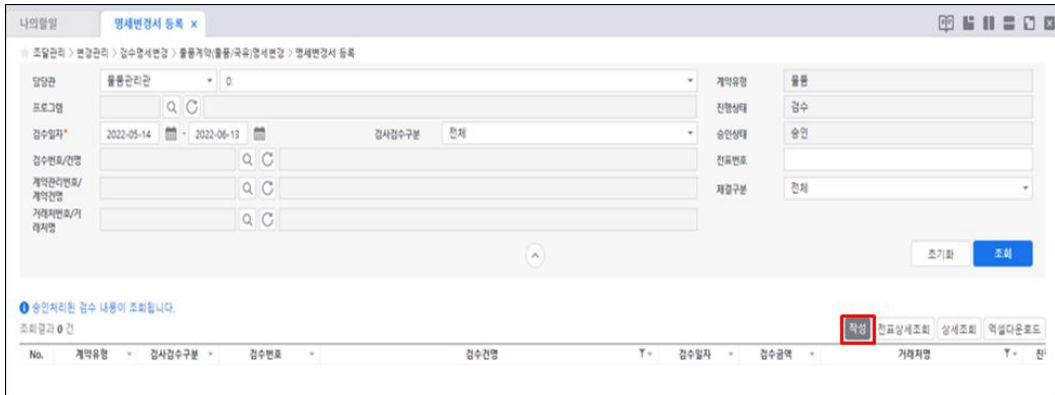 나의할일 명세변경서 등록 x
조달관리 > 변경관리 > 검수명세변경 > 물품계약(물품/국유)명세변경 > 명세변경서 등록
담당관 물품관리관 0 계약유형 물품
프로그램 진행상태 검수
검수일자* 2022-05-14 - 2022-06-13 검사검수구분 전체 승인상태 승인
검수번호/건명 전표번호
계약관리번호/ 재결구분 전체
계약건명
거래처번호/거
래처명
초기화 조회
승인처리된 검수 내용이 조회됩니다.
조회결과 0 건 작성 전표상세조회 상세조회 엑셀다운로드
No. 계약유형 검사검수구분 검수번호 검수건명 검수일자 검수금액 거래처명